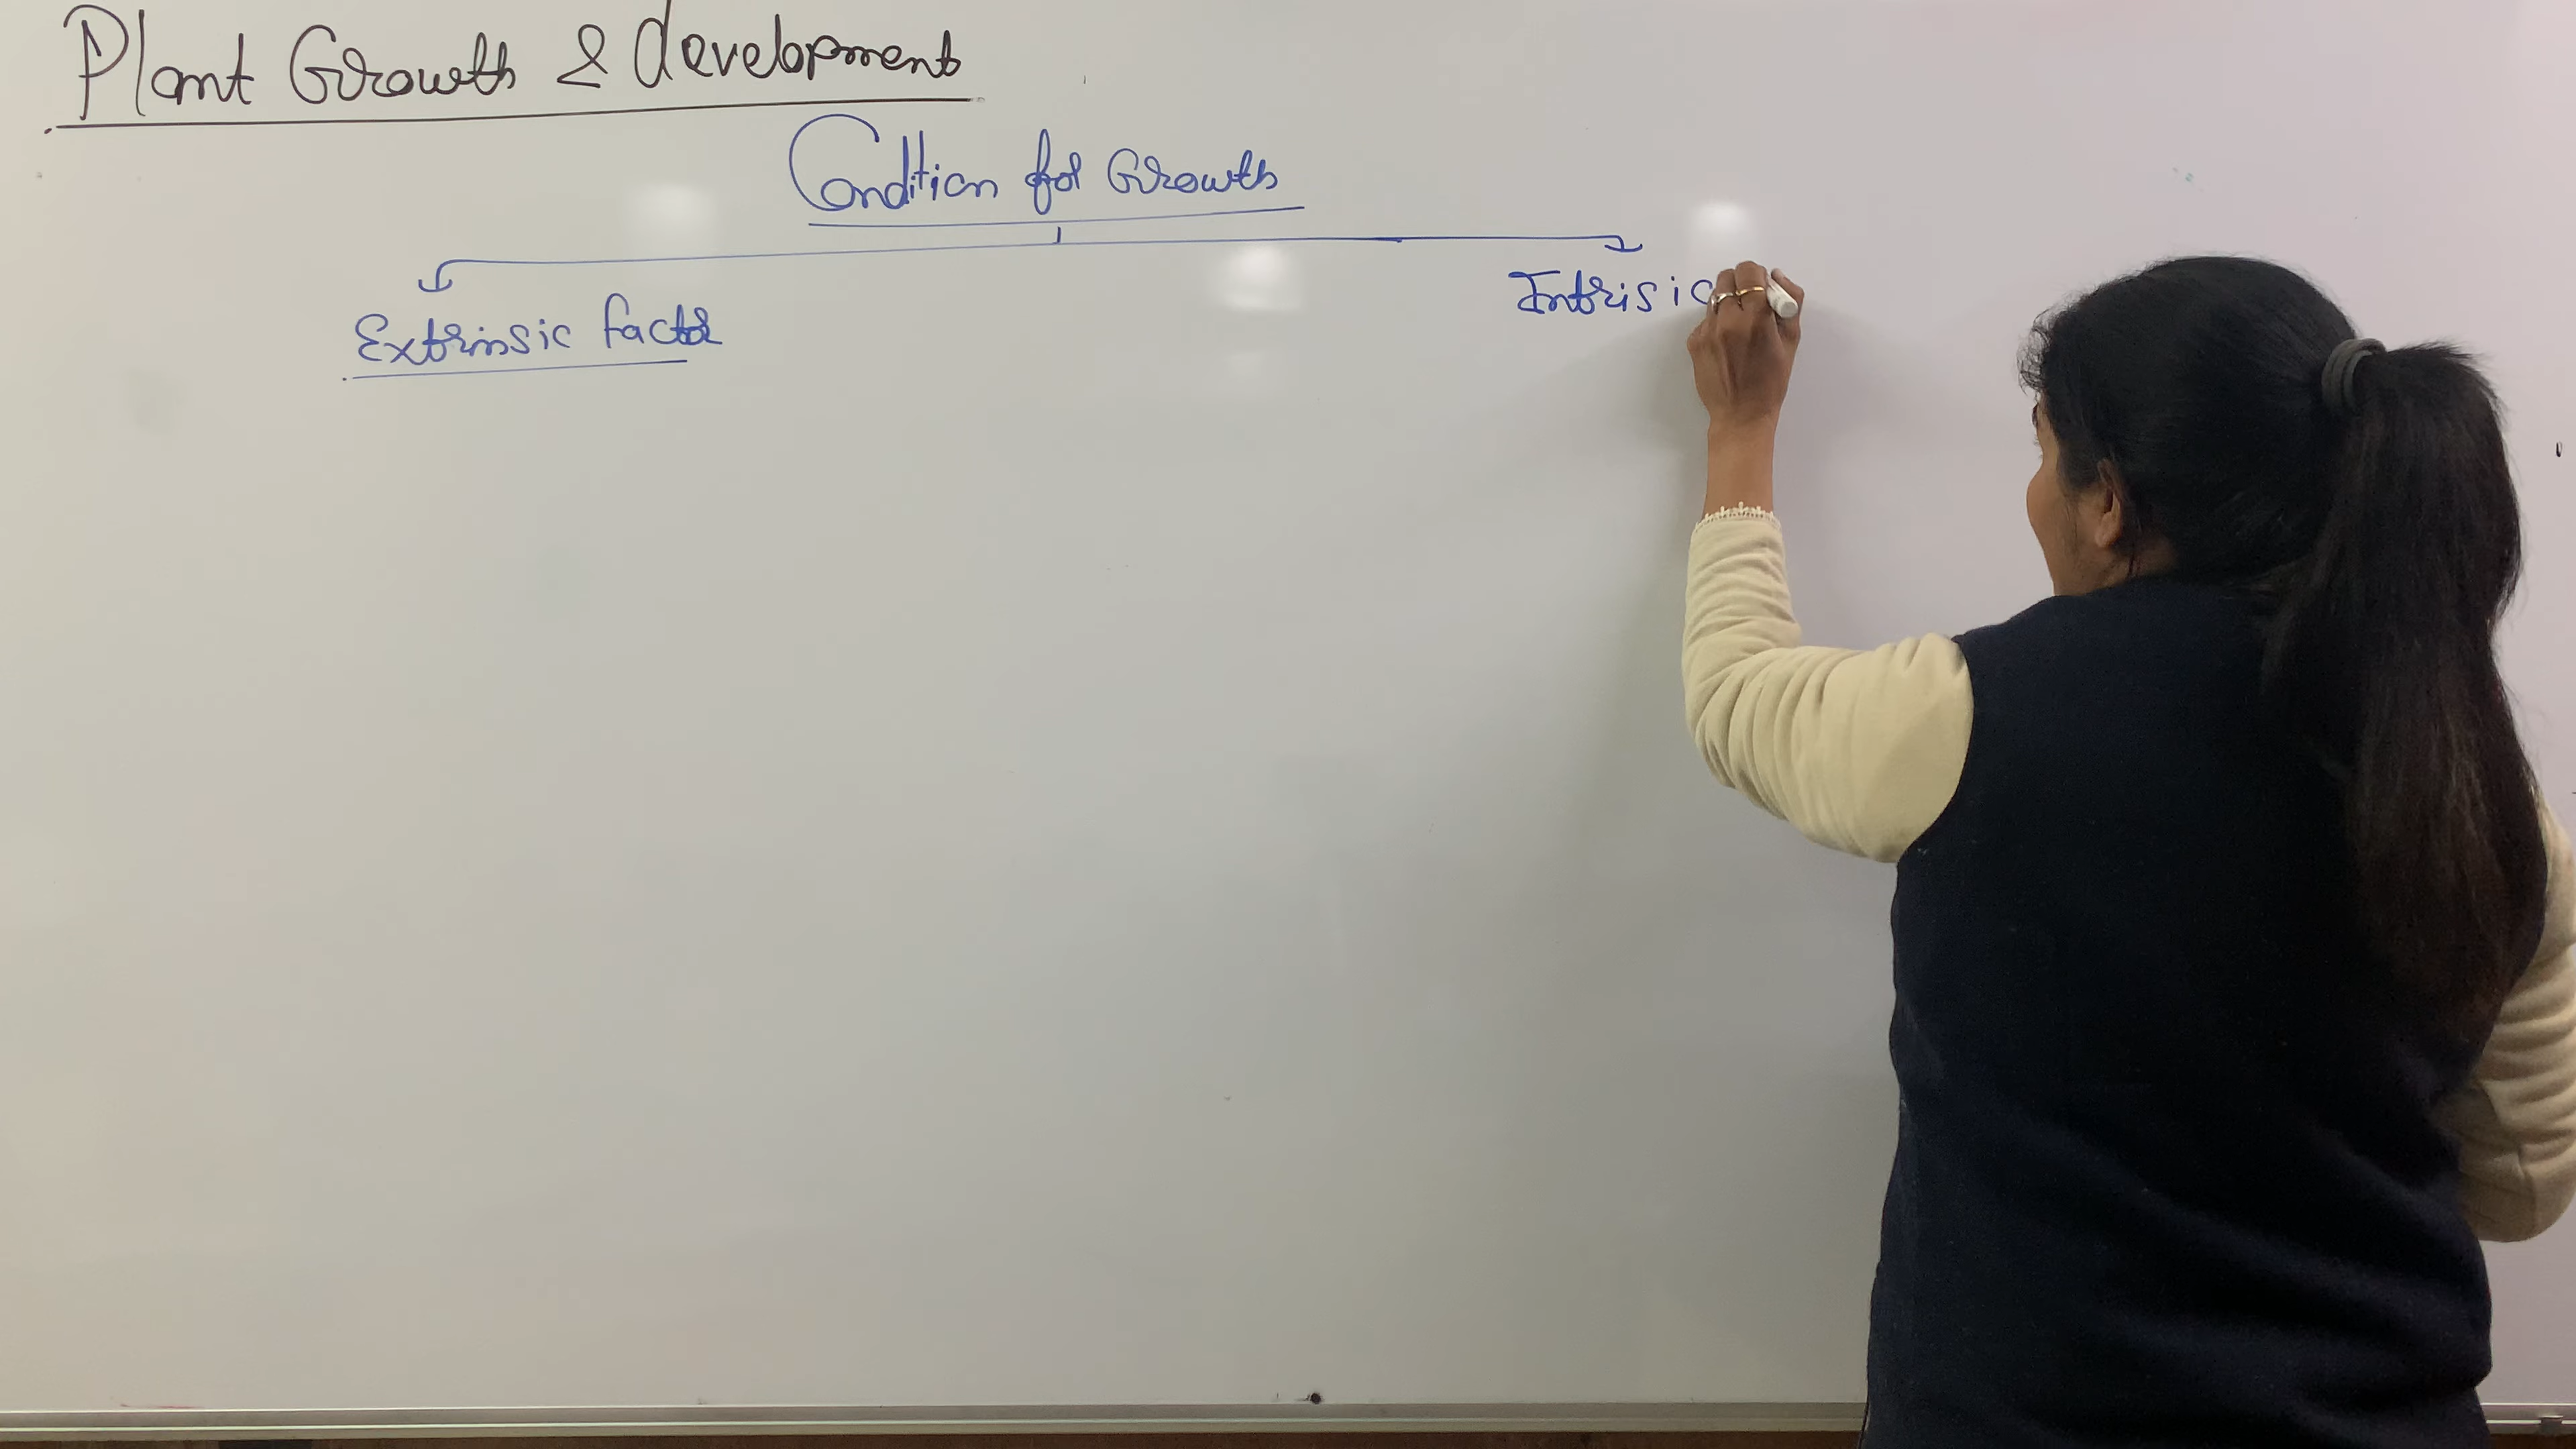 Plant Growth & development
Condition for Growth
Extrinsic factor
Intrisic